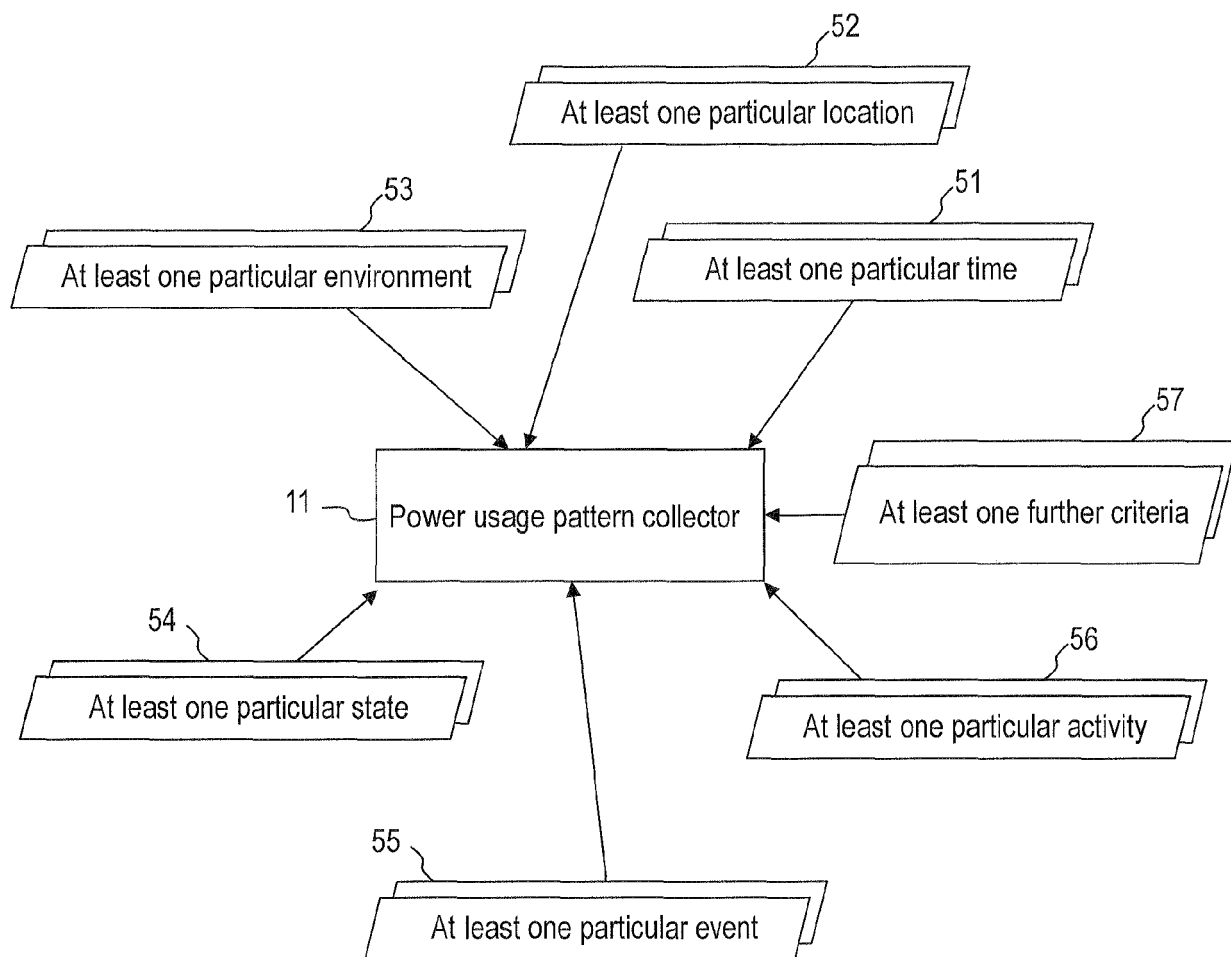 52
At least one particular location
53
At least one particular environment
51
At least one particular time
57
At least one further criteria
11
Power usage pattern collector
54
At least one particular state
56
At least one particular activity
55
At least one particular event